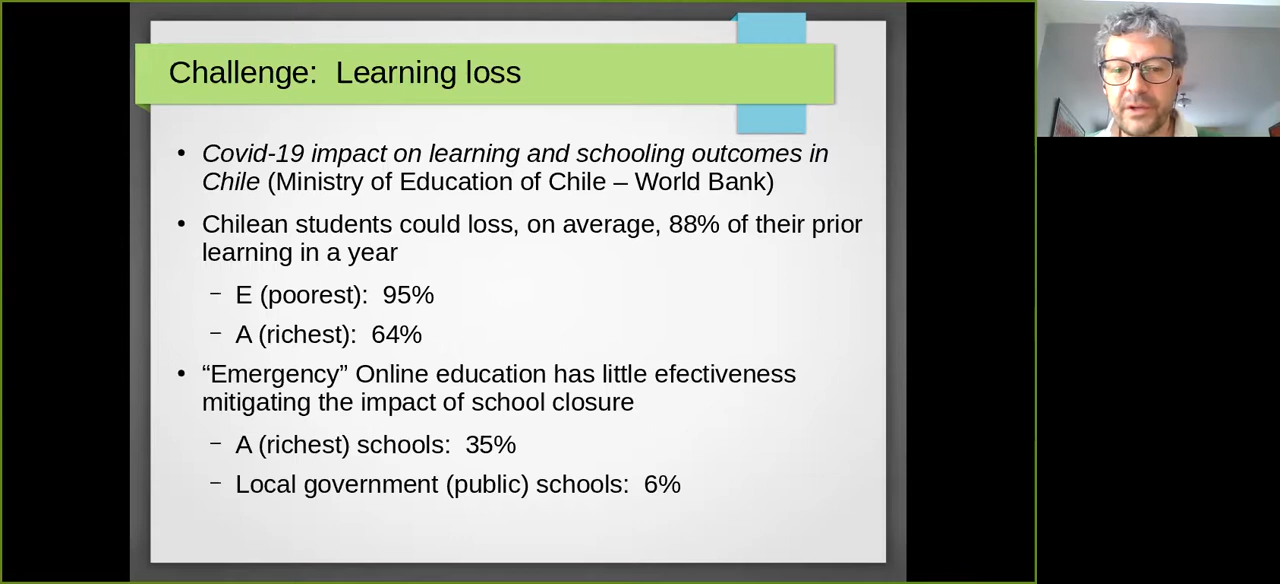 Challenge:  Learning loss
• Covid-19 impact on learning and schooling outcomes in
Chile (Ministry of Education of Chile – World Bank)
• Chilean students could loss, on average, 88% of their prior
learning in a year
– E (poorest):  95%
– A (richest):  64%
• “Emergency” Online education has little efectiveness
mitigating the impact of school closure
– A (richest) schools:  35%
– Local government (public) schools:  6%